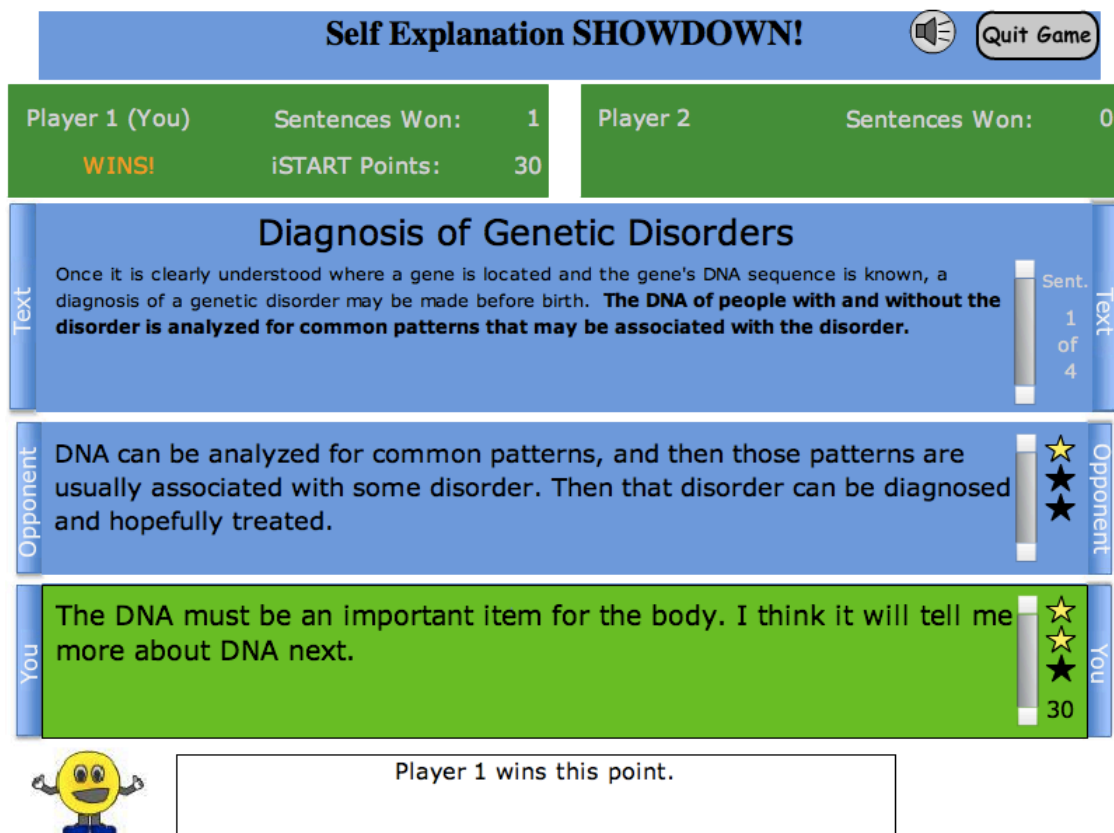 Self Explanation SHOWDOWN!
Quit Game
Player 1 (You) Sentences Won: 1
WINS! iSTART Points: 30
Player 2 Sentences Won: 0
Text
Diagnosis of Genetic Disorders
Once it is clearly understood where a gene is located and the gene's DNA sequence is known, a
diagnosis of a genetic disorder may be made before birth. The DNA of people with and without the
disorder is analyzed for common patterns that may be associated with the disorder.
Sent.
1
of
4
Text
Opponent
DNA can be analyzed for common patterns, and then those patterns are
usually associated with some disorder. Then that disorder can be diagnosed
and hopefully treated.
Opponent
You
The DNA must be an important item for the body. I think it will tell me
more about DNA next.
30
You
Player 1 wins this point.